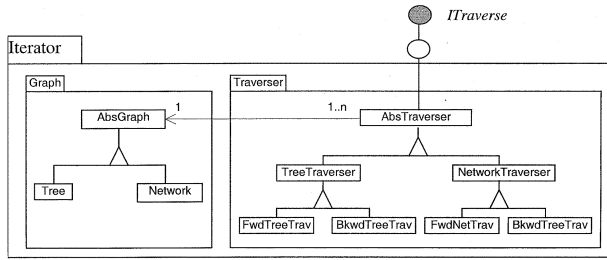 ITraverse
Iterator
Graph
Traverser
AbsGraph
1
1..n
AbsTraverser
Tree
Network
TreeTraverser
NetworkTraverser
FwdTreeTrav
BkwdTreeTrav
FwdNetTrav
BkwdTreeTrav